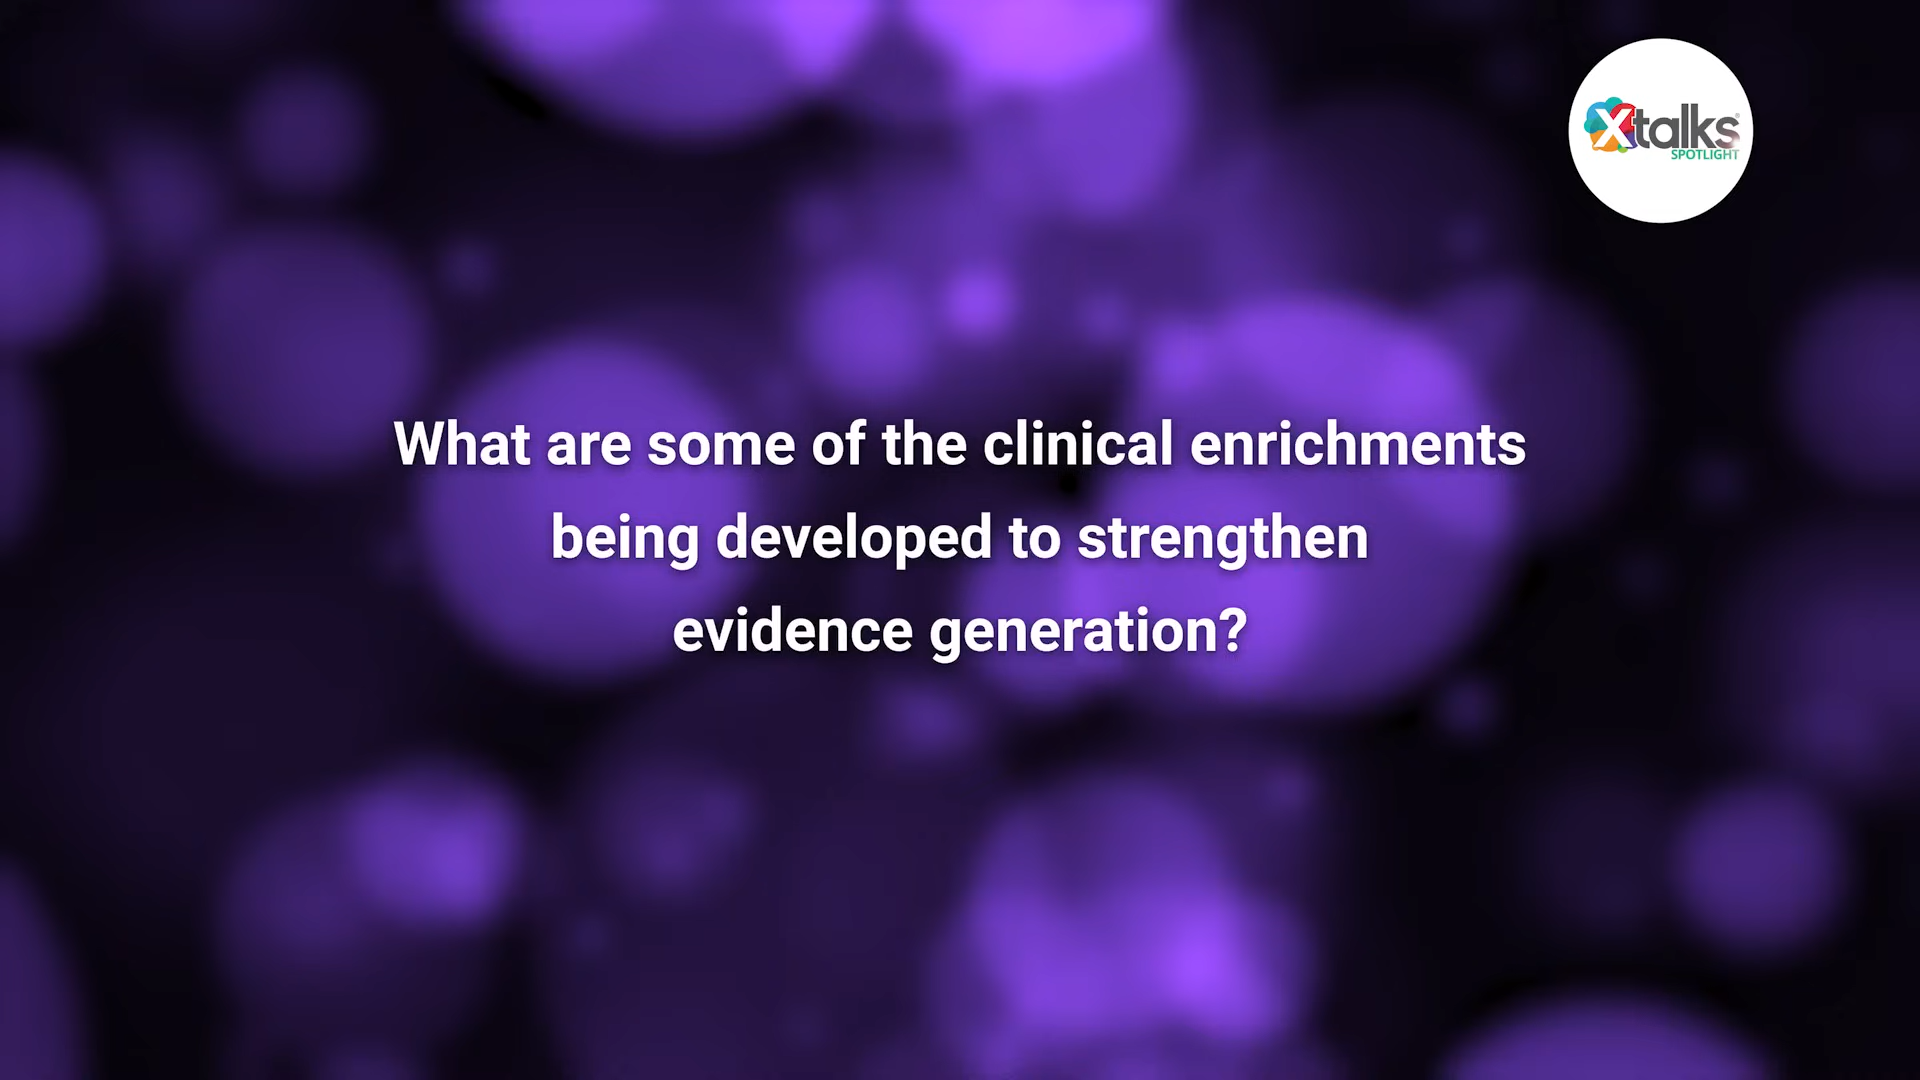 Xtalks
SPOTLIGHT
What are some of the clinical enrichments
being developed to strengthen
evidence generation?